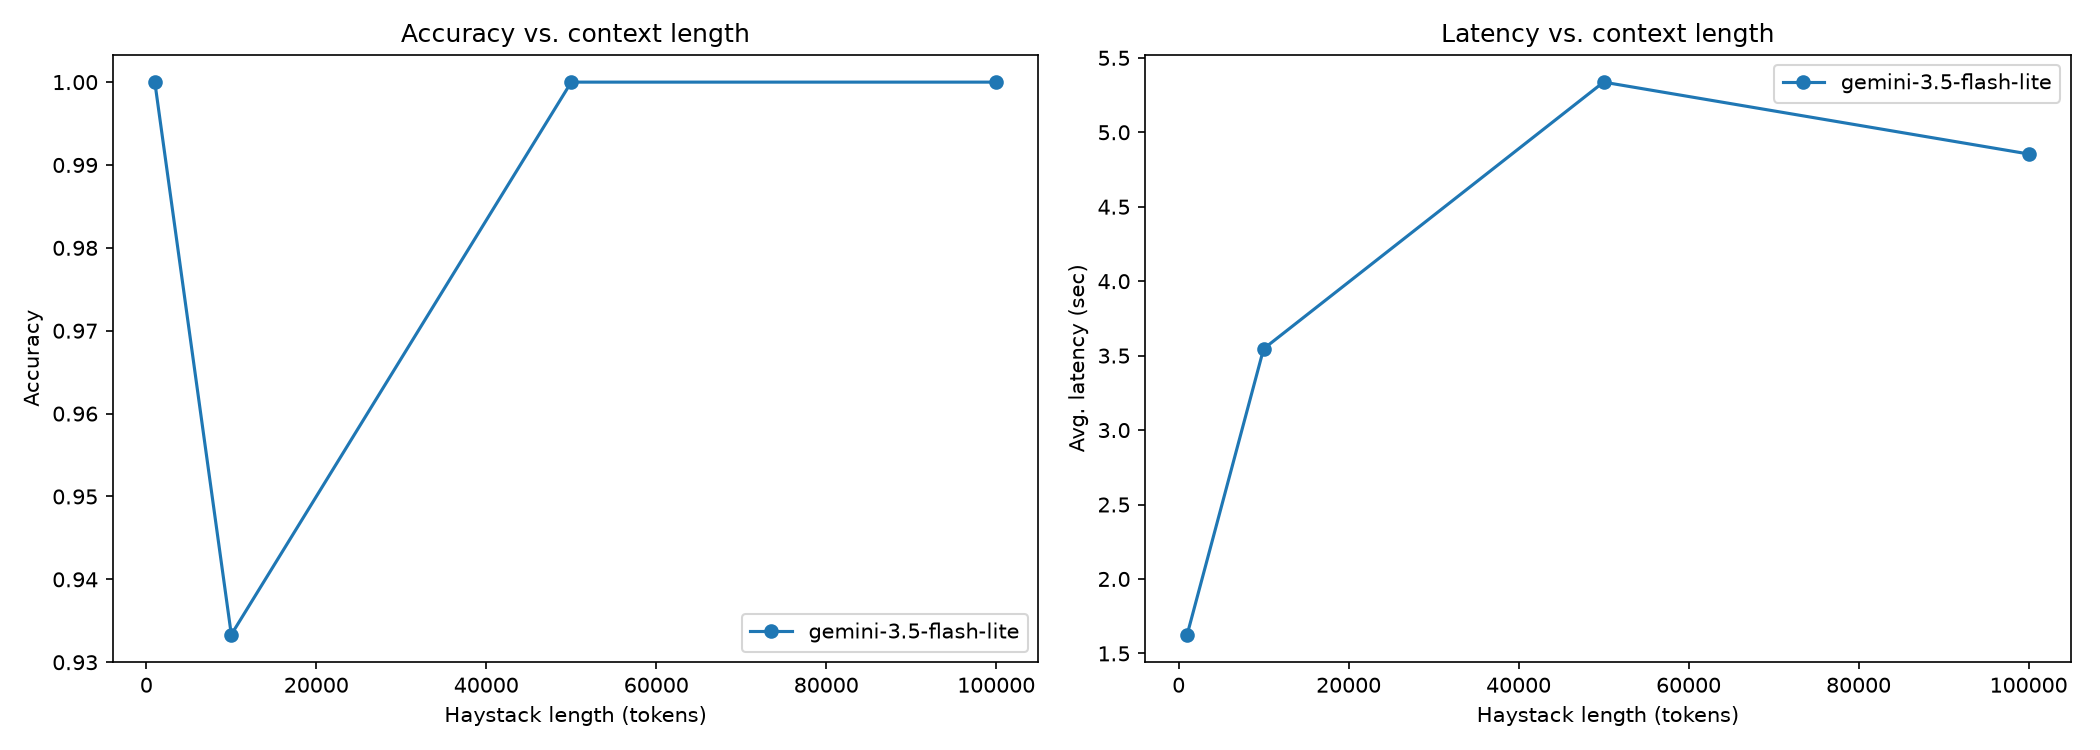 Accuracy vs. context length
1.00
0.99
0.98
0.97
0.96
0.95
0.94
0.93
Accuracy
gemini-3.5-flash-lite
0 20000 40000 60000 80000 100000
Haystack length (tokens)
Latency vs. context length
5.5
5.0
4.5
4.0
3.5
3.0
2.5
2.0
1.5
Avg. latency (sec)
gemini-3.5-flash-lite
0 20000 40000 60000 80000 100000
Haystack length (tokens)